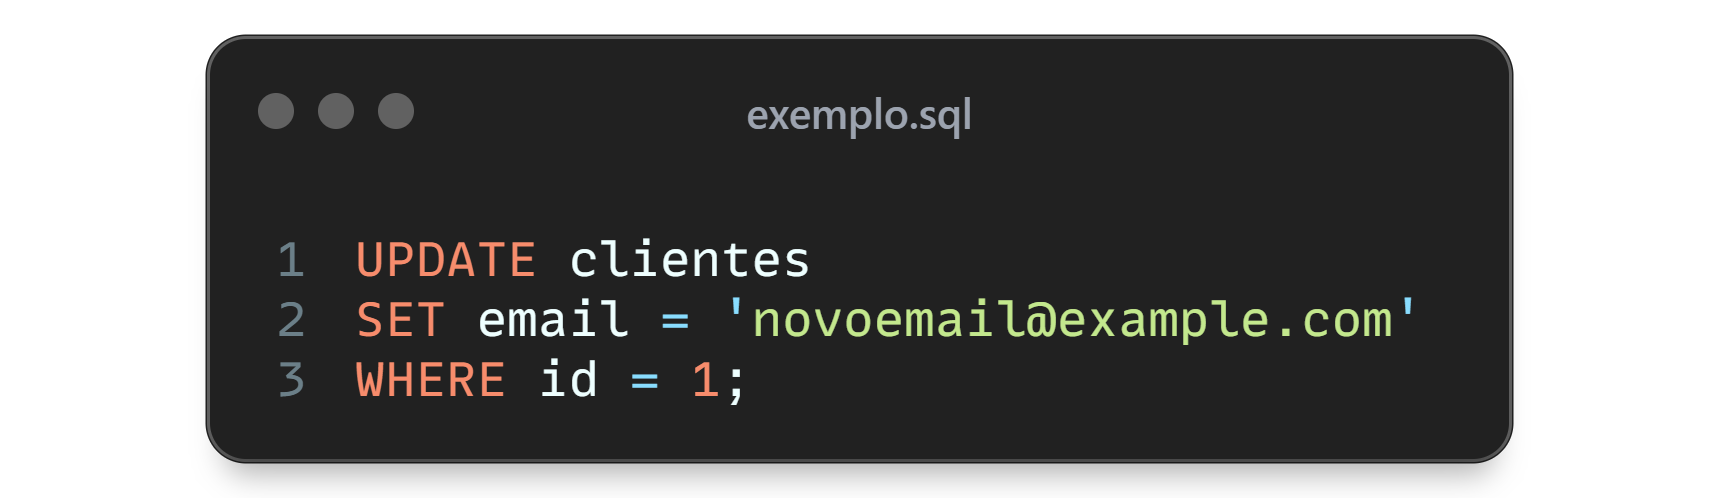 exemplo.sql
1 UPDATE clientes
2 SET email = 'novoemail@example.com'
3 WHERE id = 1;